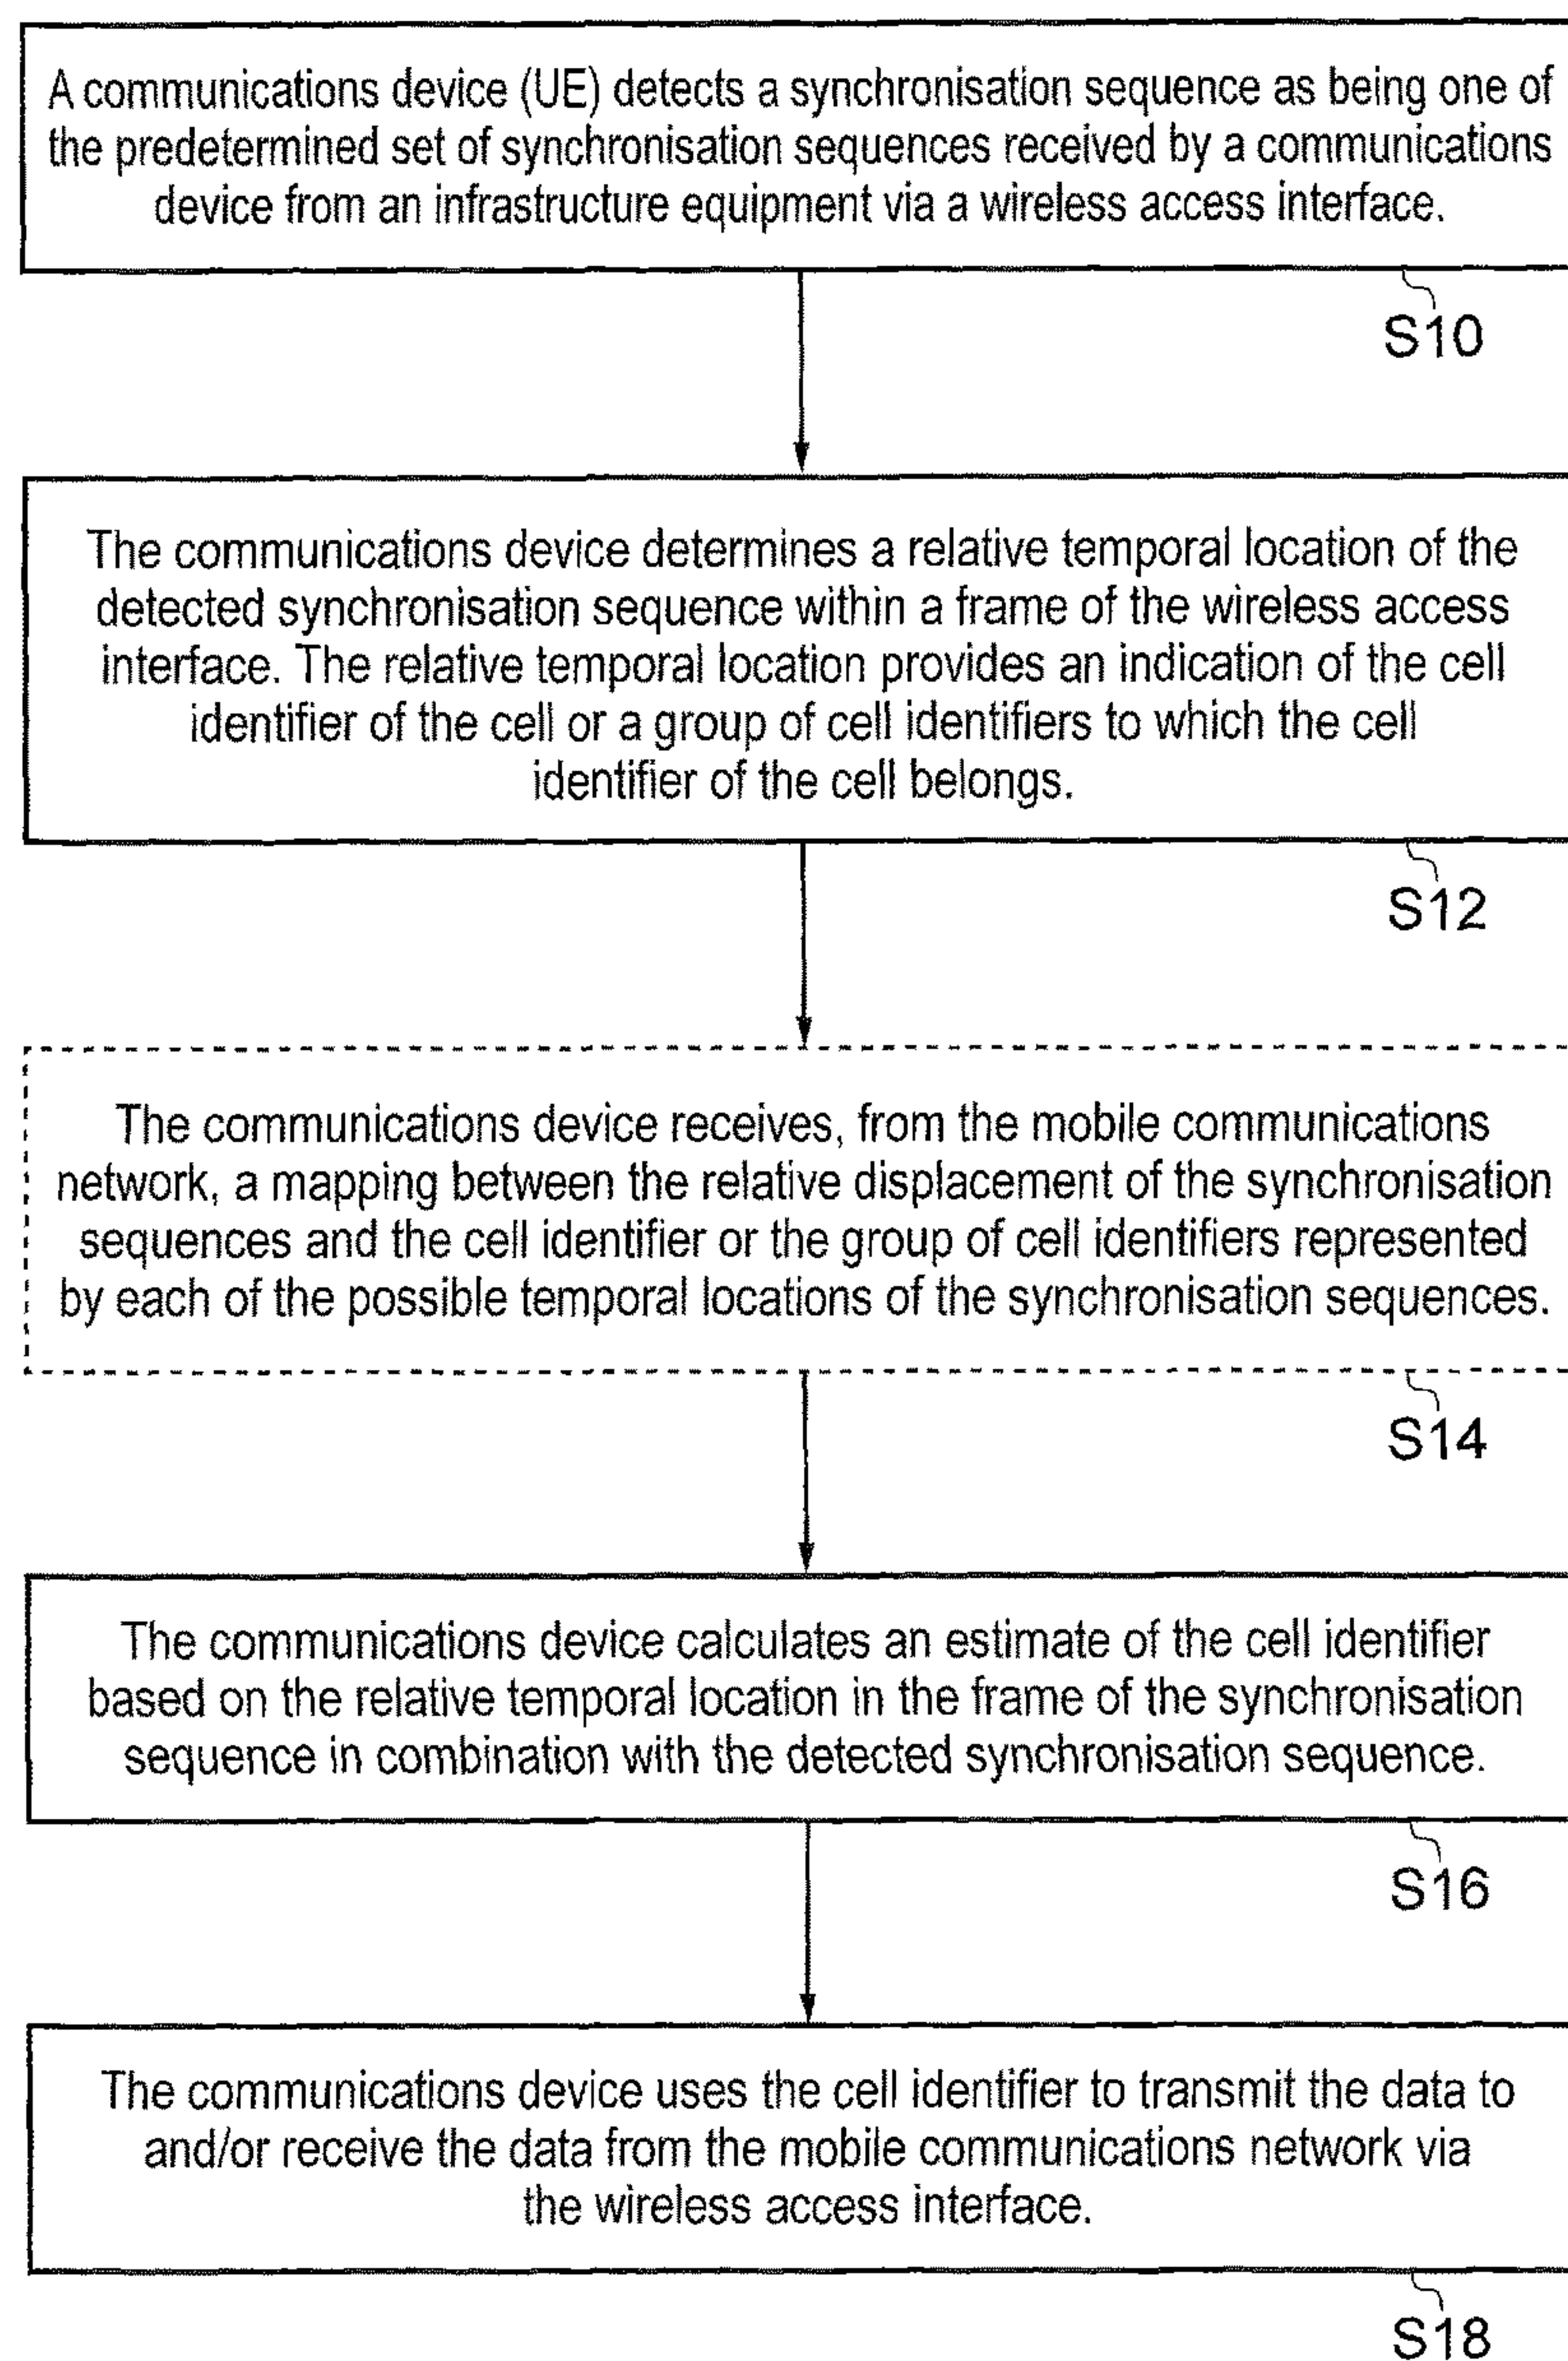 A communications device (UE) detects a synchronisation sequence as being one of
the predetermined set of synchronisation sequences received by a communications
device from an infrastructure equipment via a wireless access interface.
S10
The communications device determines a relative temporal location of the
detected synchronisation sequence within a frame of the wireless access
interface. The relative temporal location provides an indication of the cell
identifier of the cell or a group of cell identifiers to which the cell
identifier of the cell belongs.
S12
The communications device receives, from the mobile communications
network, a mapping between the relative displacement of the synchronisation
sequences and the cell identifier or the group of cell identifiers represented
by each of the possible temporal locations of the synchronisation sequences.
S14
The communications device calculates an estimate of the cell identifier
based on the relative temporal location in the frame of the synchronisation
sequence in combination with the detected synchronisation sequence.
S16
The communications device uses the cell identifier to transmit the data to
and/or receive the data from the mobile communications network via
the wireless access interface.
S18